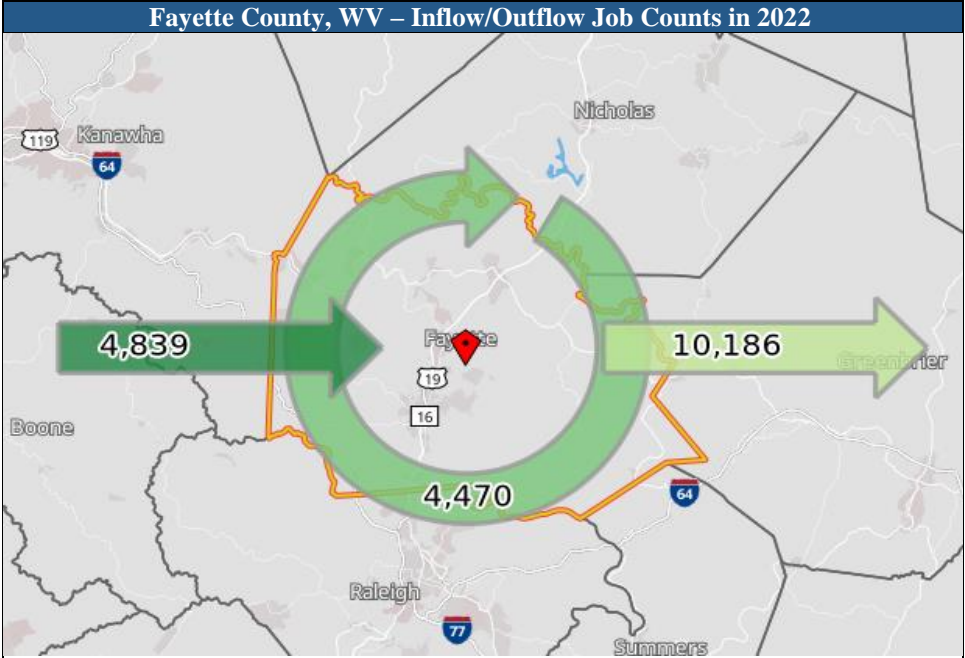 Fayette County, WV – Inflow/Outflow Job Counts in 2022
Nicholas
119
Kanawha
64
4,839
Fayette
10,186
Greenbrier
19
16
Boone
4,470
64
Raleigh
77
Summers